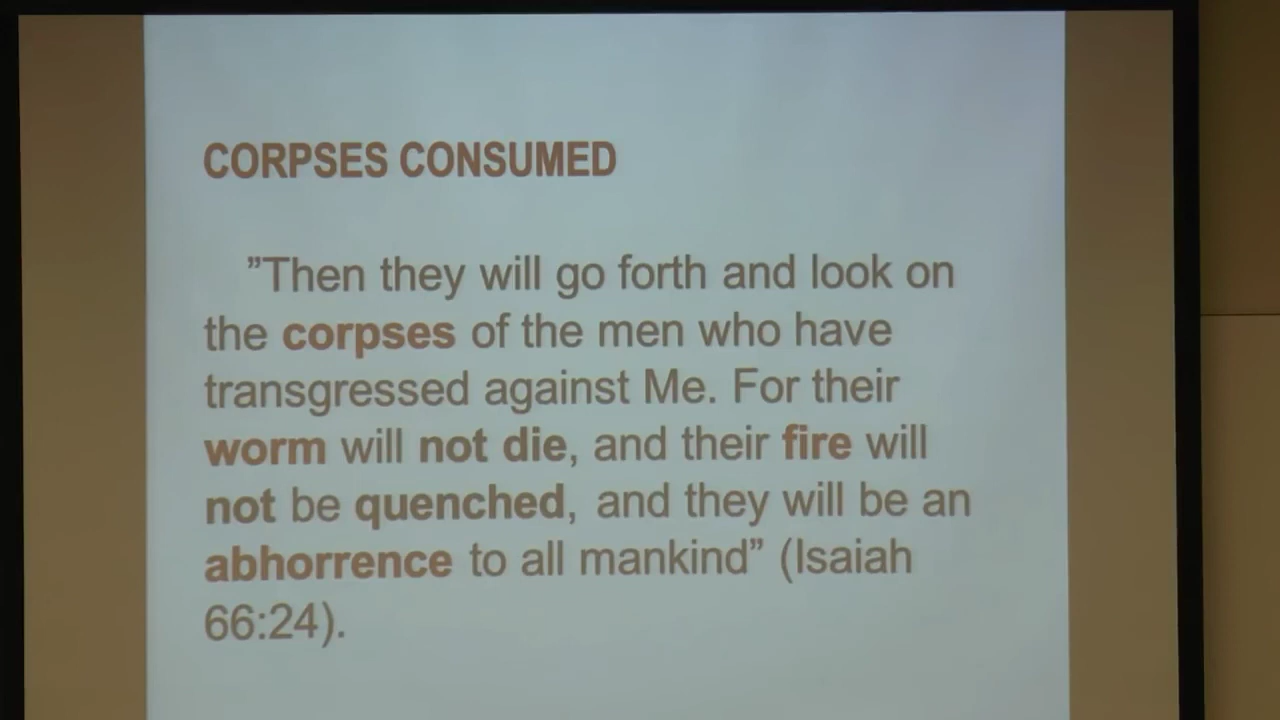 CORPSES CONSUMED
”Then they will go forth and look on
the corpses of the men who have
transgressed against Me. For their
worm will not die, and their fire will
not be quenched, and they will be an
abhorrence to all mankind” (Isaiah
66:24).